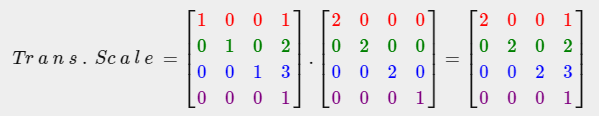 Trans.Scale = [1 0 0 1] . [2 0 0 0] = [2 0 0 1]
[0 1 0 2] [0 2 0 0] [0 2 0 2]
[0 0 1 3] [0 0 2 0] [0 0 2 3]
[0 0 0 1] [0 0 0 1] [0 0 0 1]